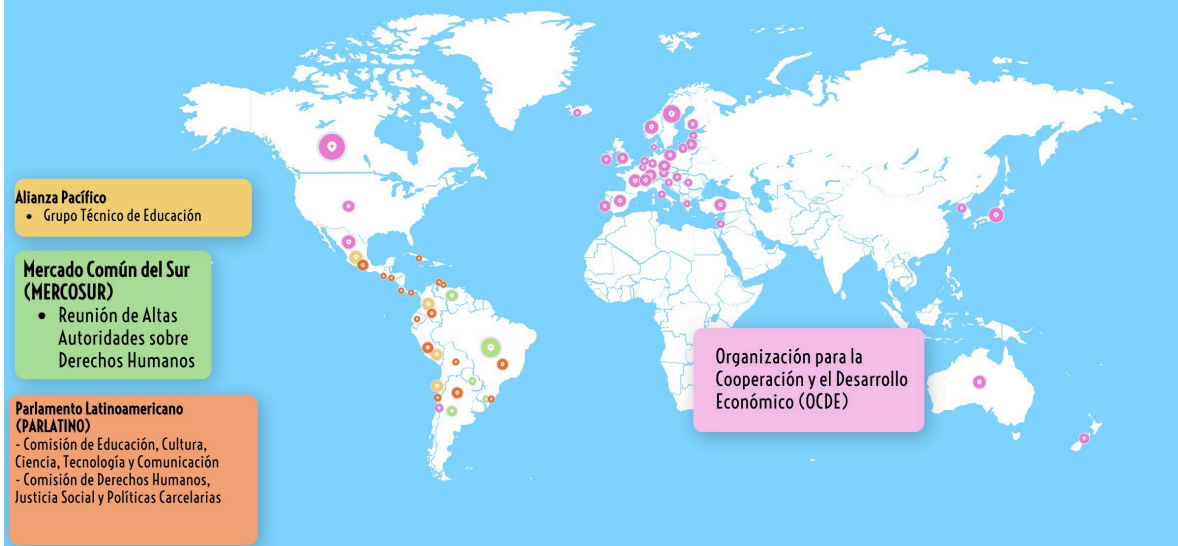 Alianza Pacífico
• Grupo Técnico de Educación
Mercado Común del Sur
(MERCOSUR)
• Reunión de Altas
Autoridades sobre
Derechos Humanos
Parlamento Latinoamericano
(PARLATINO)
- Comisión de Educación, Cultura,
Ciencia, Tecnología y Comunicación
- Comisión de Derechos Humanos,
Justicia Social y Políticas Carcelarias
Organización para la
Cooperación y el Desarrollo
Económico (OCDE)